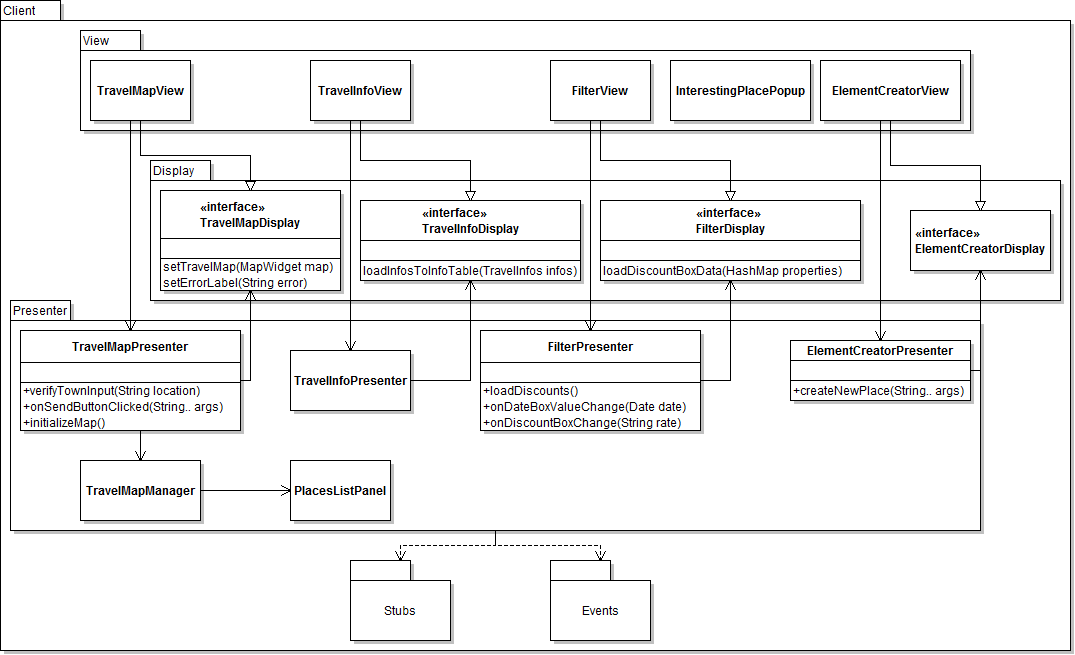 Client
View
TravelMapView
TravelInfoView
FilterView
InterestingPlacePopup
ElementCreatorView
Display
«interface»
TravelMapDisplay
setTravelMap(MapWidget map)
setErrorLabel(String error)
«interface»
TravelInfoDisplay
loadInfosToInfoTable(TravelInfos infos)
«interface»
FilterDisplay
loadDiscountBoxData(HashMap properties)
«interface»
ElementCreatorDisplay
Presenter
TravelMapPresenter
+verifyTownInput(String location)
+onSendButtonClicked(String.. args)
+initializeMap()
TravelInfoPresenter
FilterPresenter
+loadDiscounts()
+onDateBoxValueChange(Date date)
+onDiscountBoxChange(String rate)
ElementCreatorPresenter
+createNewPlace(String.. args)
TravelMapManager
PlacesListPanel
Stubs
Events